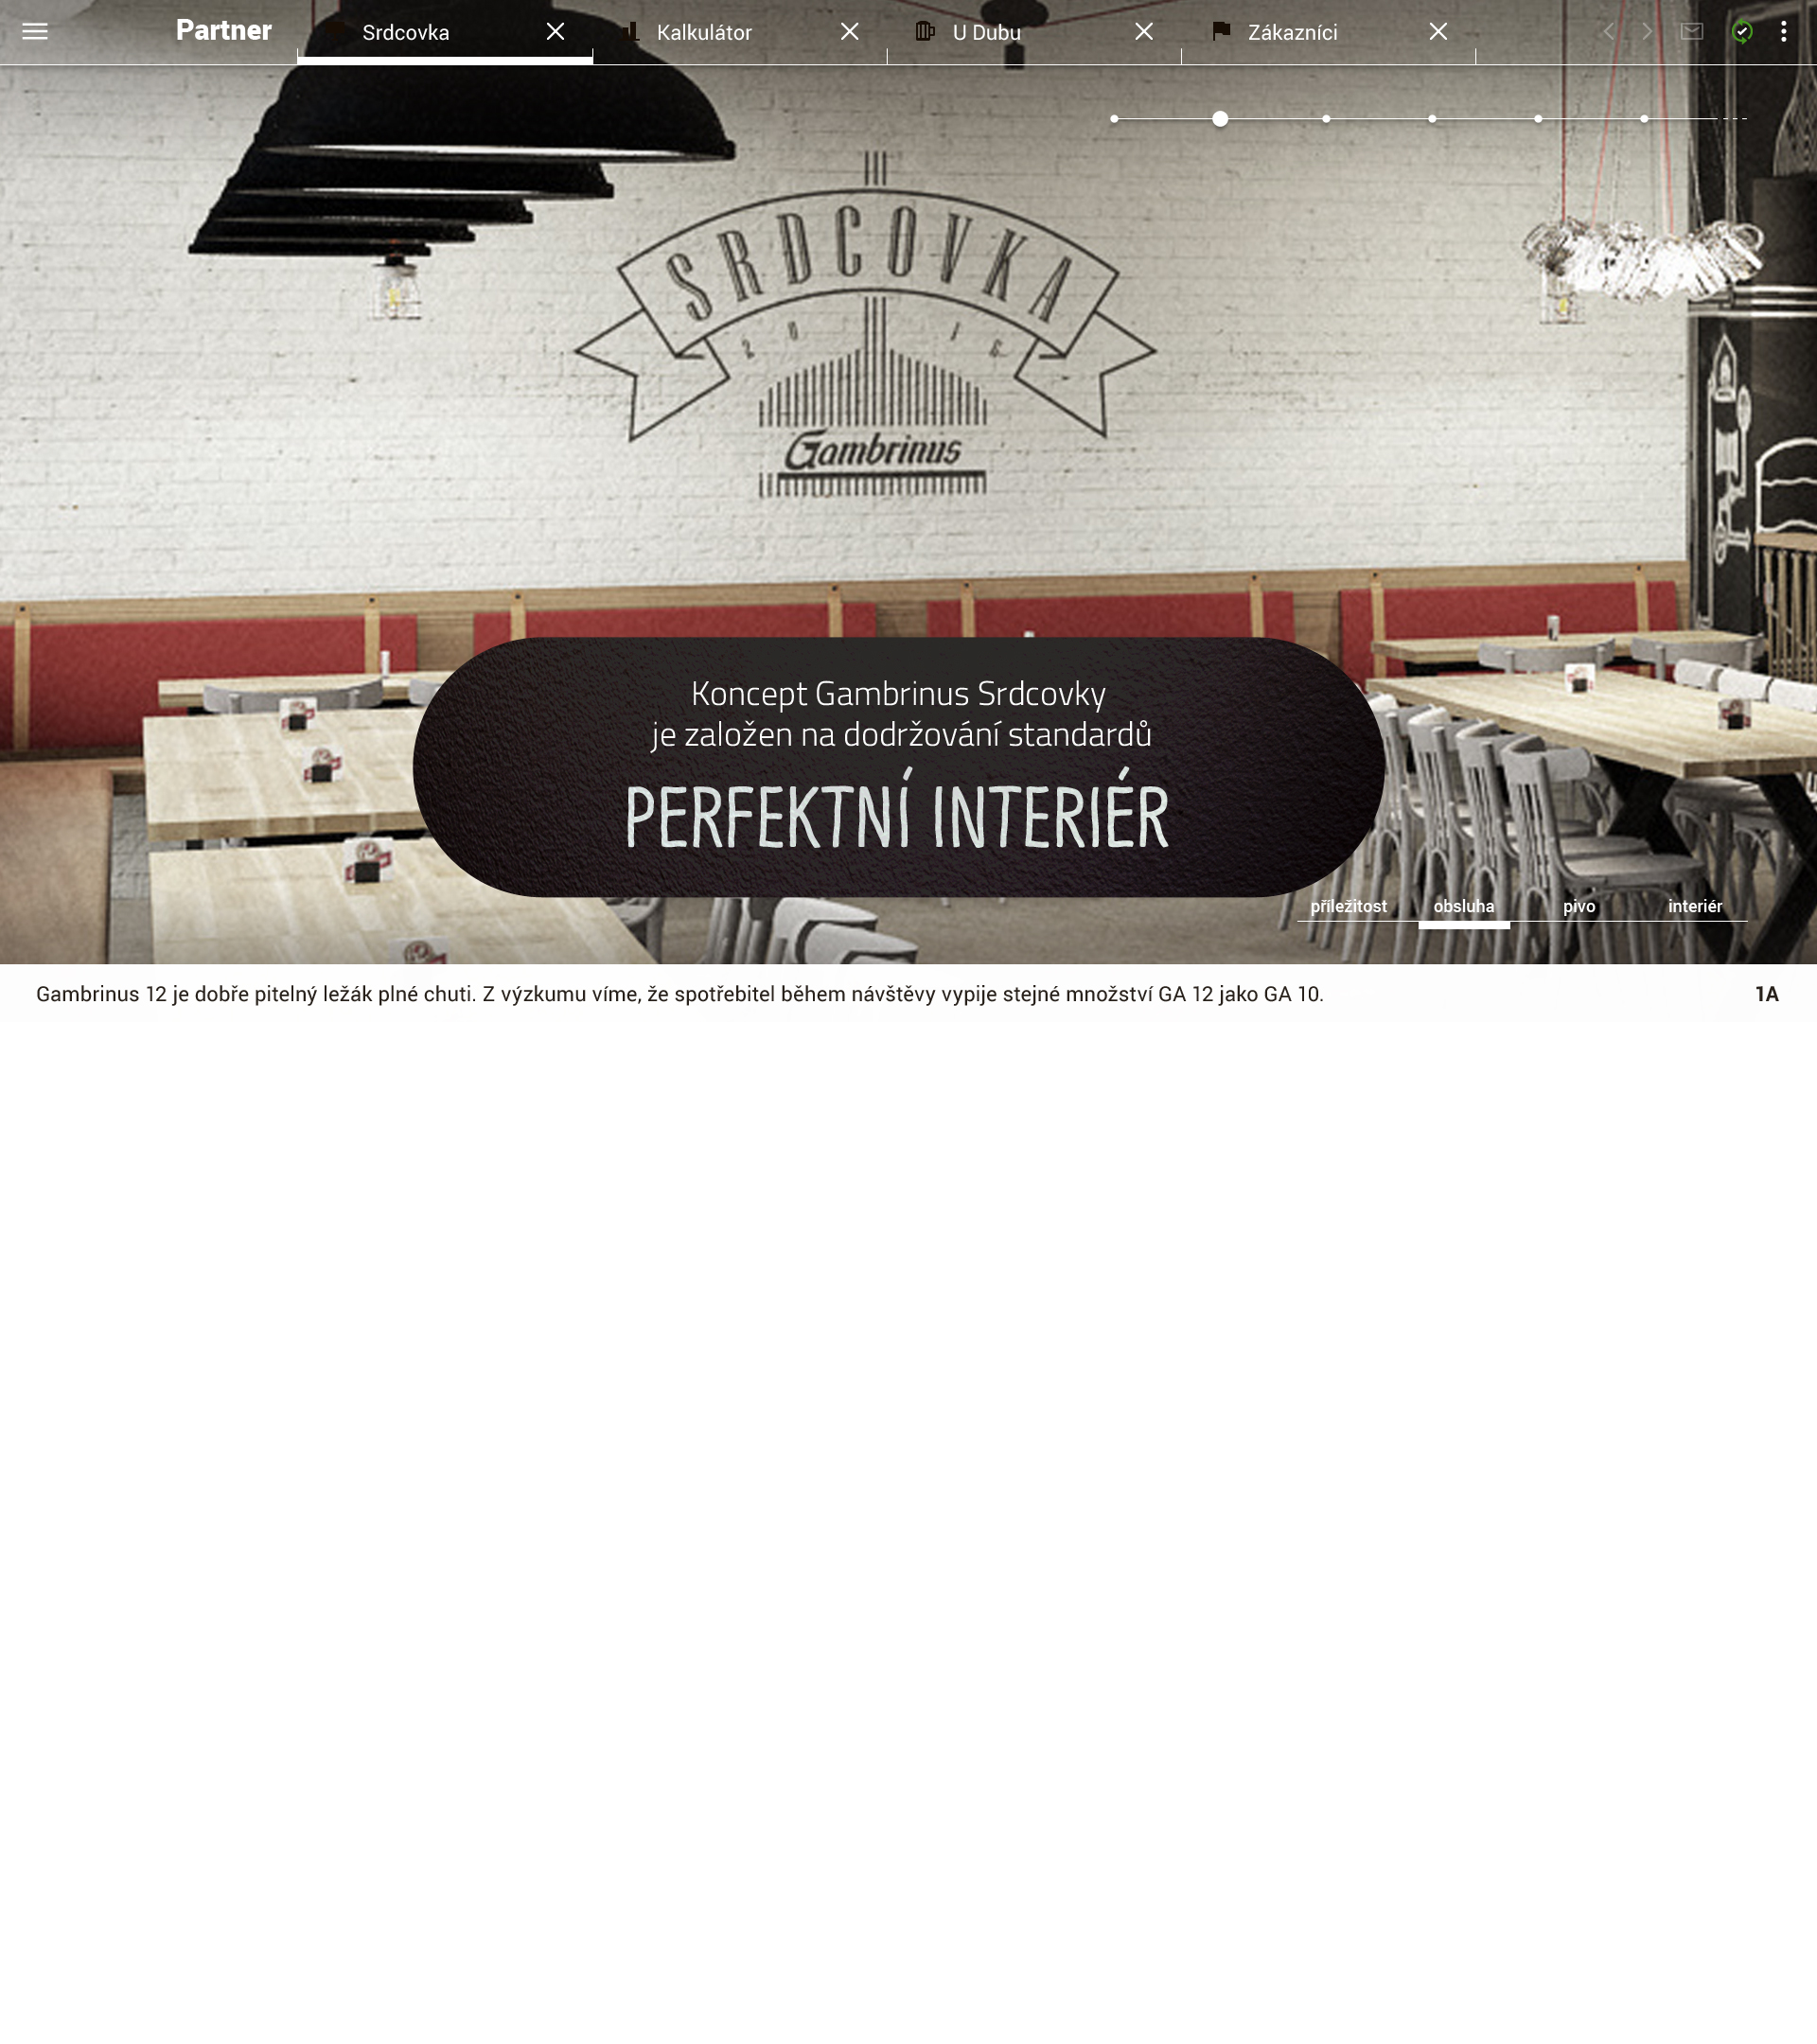 Partner
Srdcovka
Kalkulátor
U Dubu
Zákazníci
SRDCOVKA
2016
Gambrinus
Koncept Gambrinus Srdcovky
je založen na dodržování standardů
PERFEKTNÍ INTERIÉR
příležitost
obsluha
pivo
interiér
Gambrinus 12 je dobře pitelný ležák plné chuti. Z výzkumu víme, že spotřebitel během návštěvy vypije stejné množství GA 12 jako GA 10.
1A